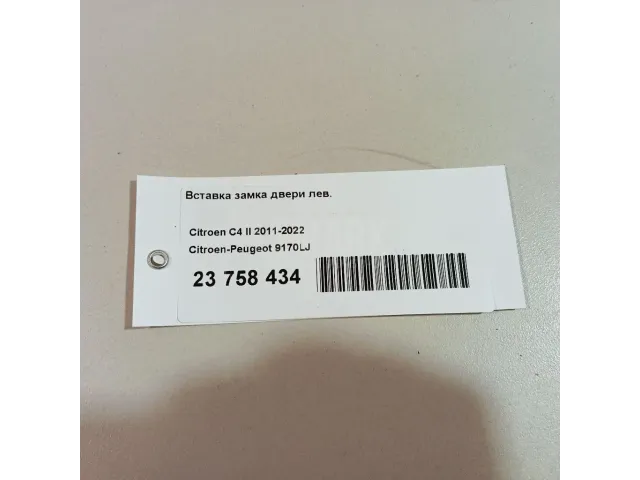 Вставка замка двери лев.
Citroen C4 II 2011-2022
Citroen-Peugeot 9170LJ
23 758 434